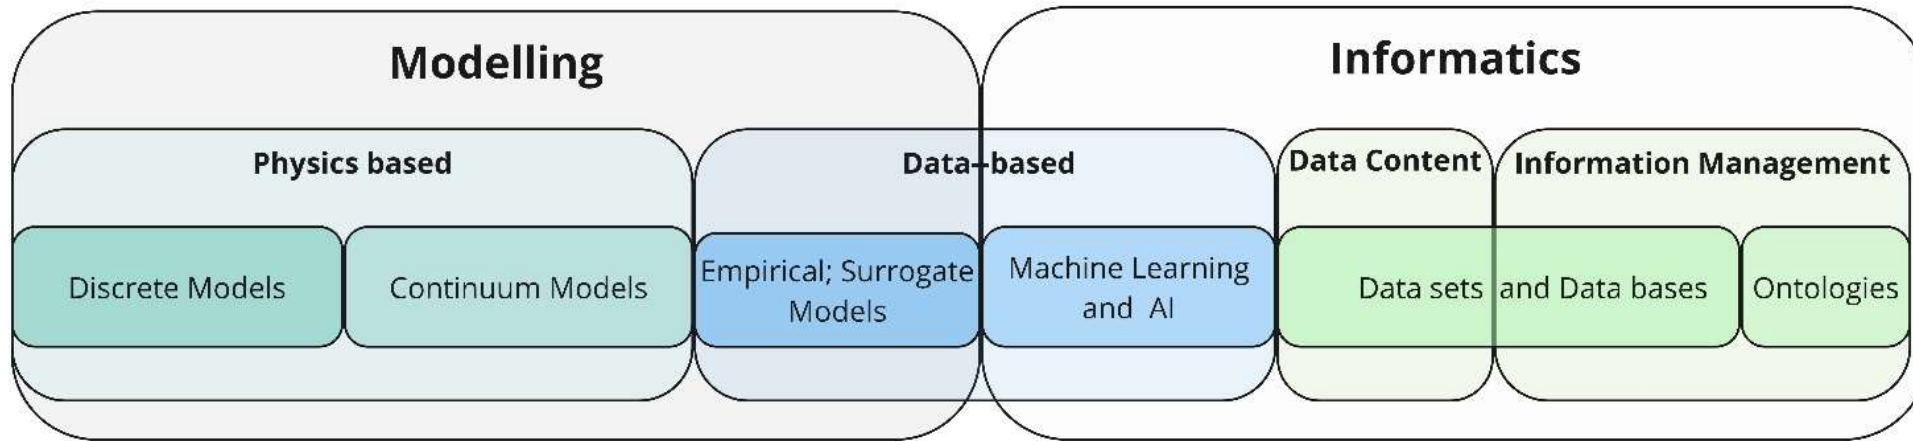 Modelling
Informatics
Physics based
Data-based
Data Content
Information Management
Discrete Models
Continuum Models
Empirical; Surrogate
Models
Machine Learning
and AI
Data sets and Data bases
Ontologies